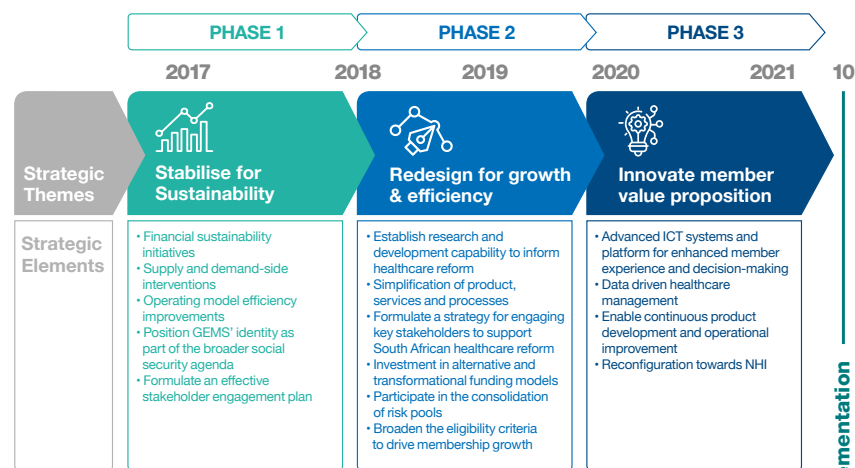 PHASE 1
PHASE 2
PHASE 3
2017
2018
2019
2020
2021
10
Strategic
Themes
Stabilise for
Sustainability
Redesign for growth
& efficiency
Innovate member
value proposition
Strategic
Elements
• Financial sustainability
initiatives
• Supply and demand-side
interventions
• Operating model efficiency
improvements
• Position GEMS' identity as
part of the broader social
security agenda
• Formulate an effective
stakeholder engagement plan
• Establish research and
development capability to inform
healthcare reform
• Simplification of product,
services and processes
• Formulate a strategy for engaging
key stakeholders to support
South African healthcare reform
• Investment in alternative and
transformational funding models
• Participate in the consolidation
of risk pools
• Broaden the eligibility criteria
to drive membership growth
• Advanced ICT systems and
platform for enhanced member
experience and decision-making
• Data driven healthcare
management
• Enable continuous product
development and operational
improvement
• Reconfiguration towards NHI
mentation